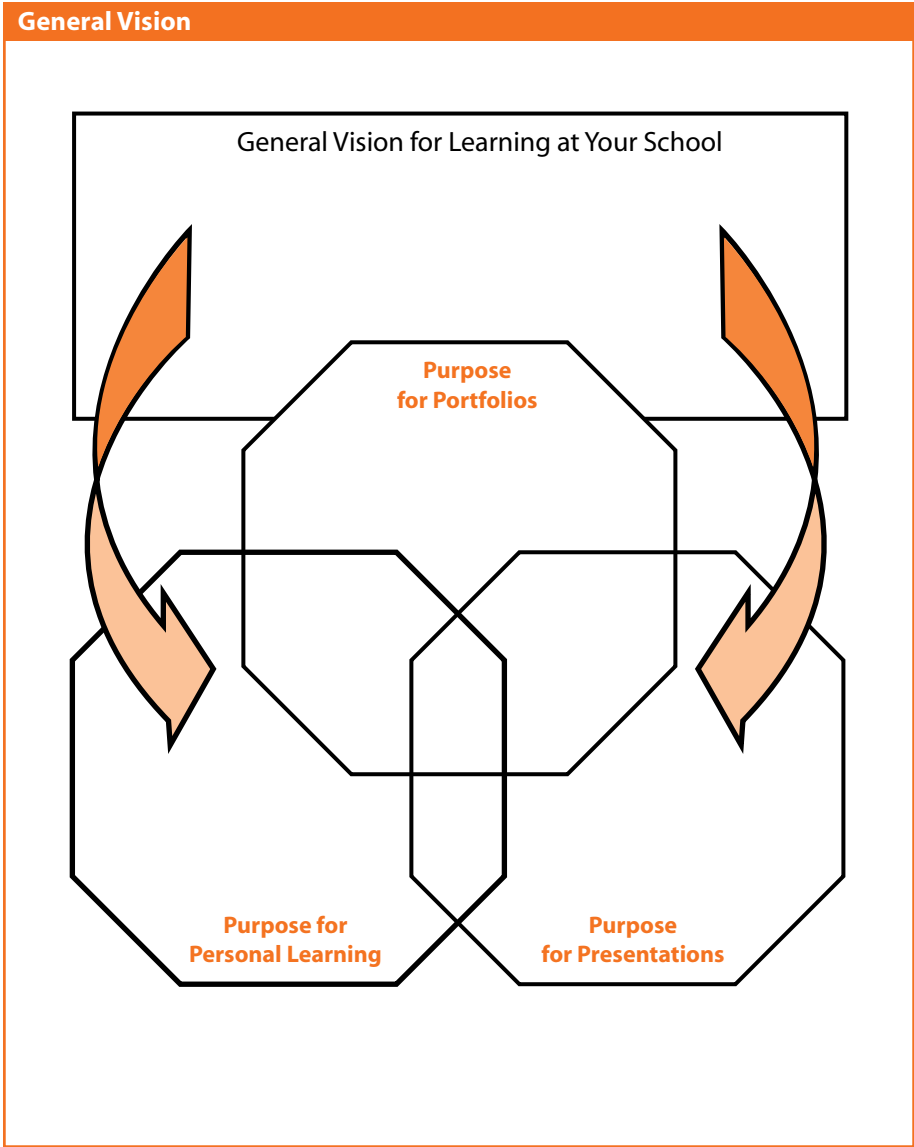 General Vision
General Vision for Learning at Your School
Purpose
for Portfolios
Purpose for
Personal Learning
Purpose
for Presentations